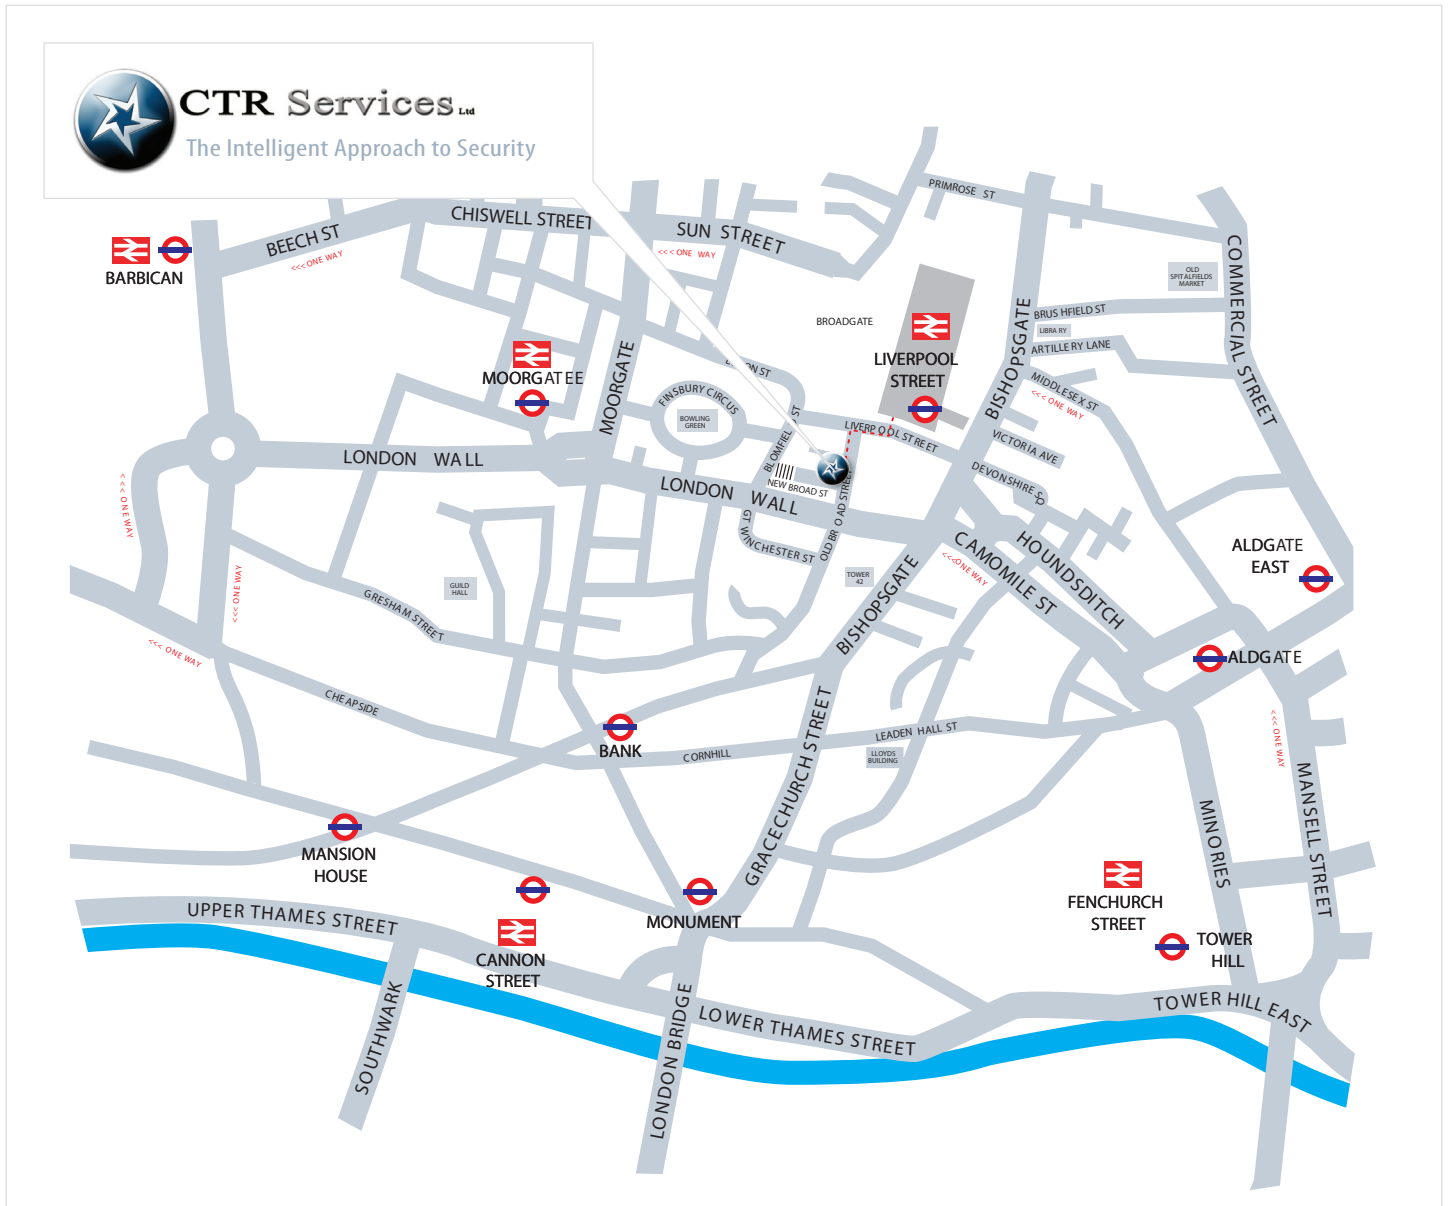 CTR Services Ltd
The Intelligent Approach to Security
PRIMROSE ST
CHISWELL STREET
SUN STREET
BEECH ST
<<< ONE WAY
<<< ONE WAY
BARBICAN
COMMERCIAL STREET
OLD
SPITALFIELDS
MARKET
BRUSHFIELD ST
LIBRARY
ARTILLERY LANE
BROADGATE
LIVERPOOL
STREET
BISHOPSGATE
MOORGATEE
MOORGATE
MIDDLESEX ST
<<< ONE WAY
FINSBURY CIRCUS
BOWLING
GREEN
BLOMFIEL ST
LIVERPOOL STREET
VICTORIA AVE
DEVONSHIRE SQ
LONDON WALL
LONDON WALL
NEW BROAD ST
OLD BROAD STREET
GT WINCHESTER ST
<<< ONE WAY
<<< ONE WAY
<<< ONE WAY
CAMOMILE ST
<<<ONE WAY
HOUNDSDITCH
ALDGATE
EAST
TOWER
42
GUILD
HALL
GRESHAM STREET
BISHOPSGATE
ALDGATE
CHEAPSIDE
BANK
CORNHILL
LEADEN HALL ST
LLOYDS
BUILDING
GRACECHURCH STREET
<<< ONE WAY
MANSELL STREET
MINORIES
MANSION
HOUSE
MONUMENT
FENCHURCH
STREET
TOWER
HILL
UPPER THAMES STREET
CANNON
STREET
SOUTHWARK
LONDON BRIDGE
LOWER THAMES STREET
TOWER HILL EAST